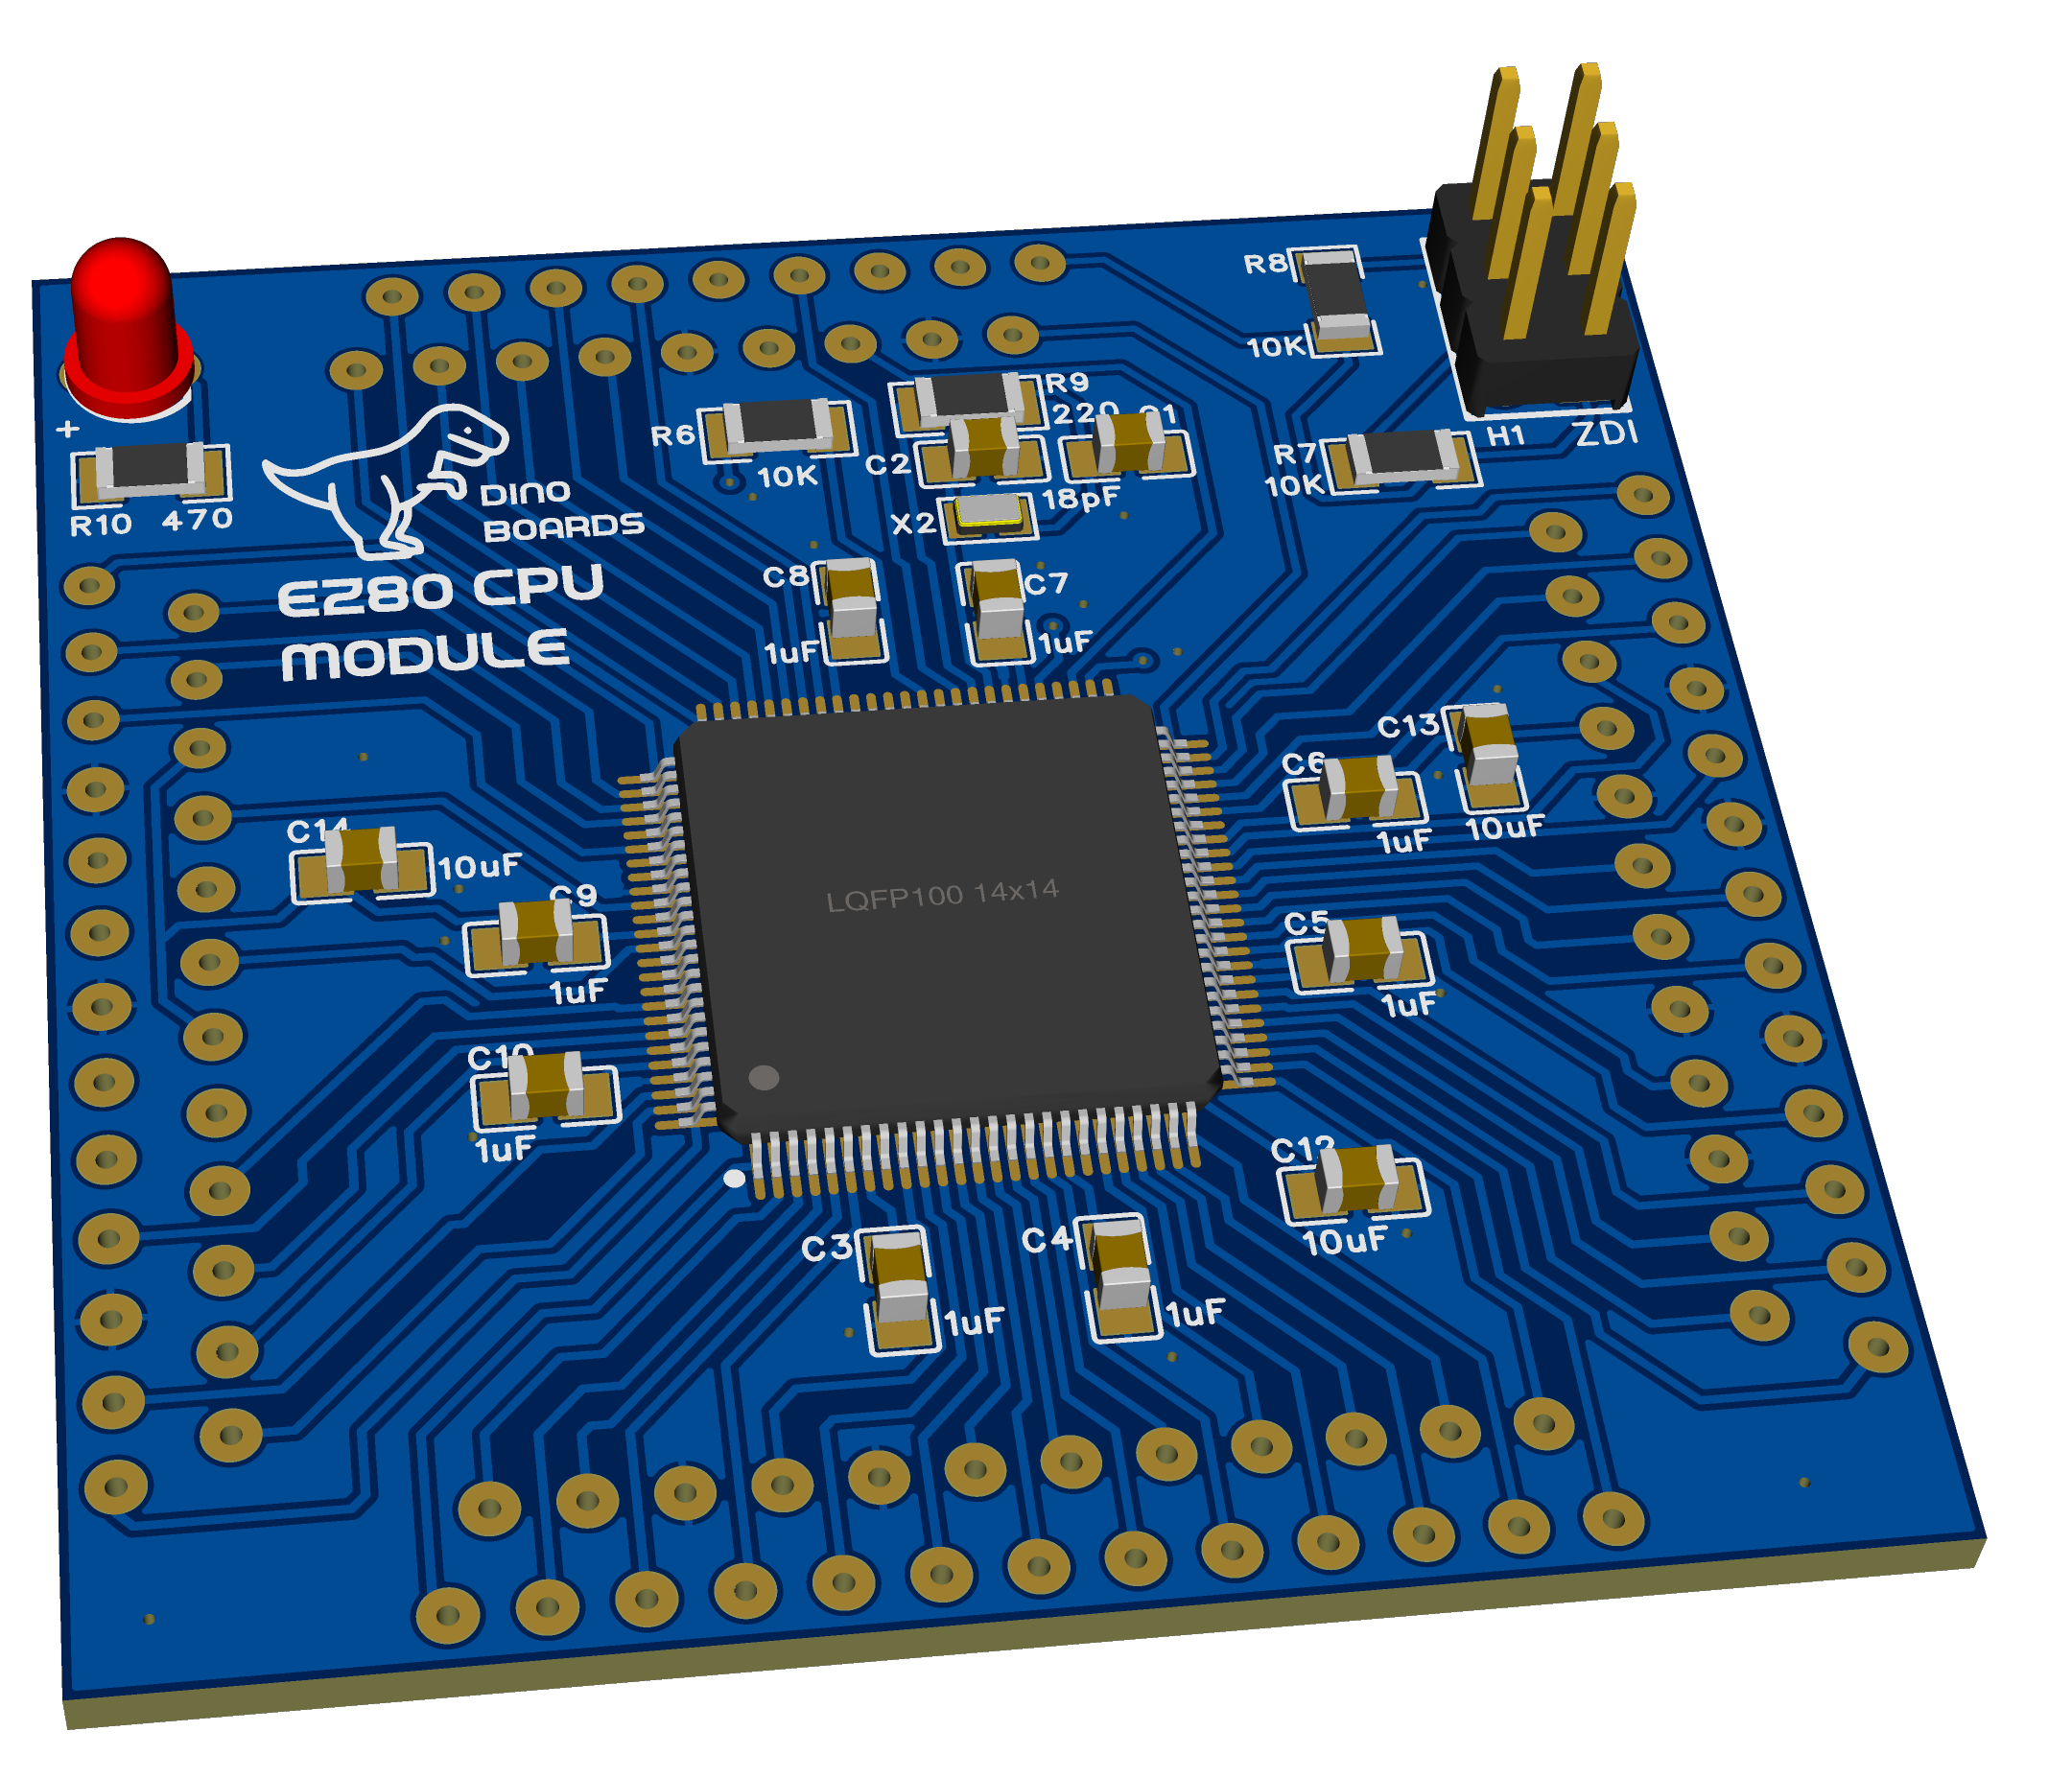 R8
10K
R9
220 C1
R6
10K
C2
18pF
X2
+
R10 470
DINO
BOARDS
EZ80 CPU
MODULE
H1 ZDI
R7
10K
C8
1uF
C7
1uF
C13
10uF
C6
1uF
C14
10uF
C9
1uF
LQFP100 14x14
C5
1uF
C10
1uF
C12
10uF
C3
1uF
C4
1uF